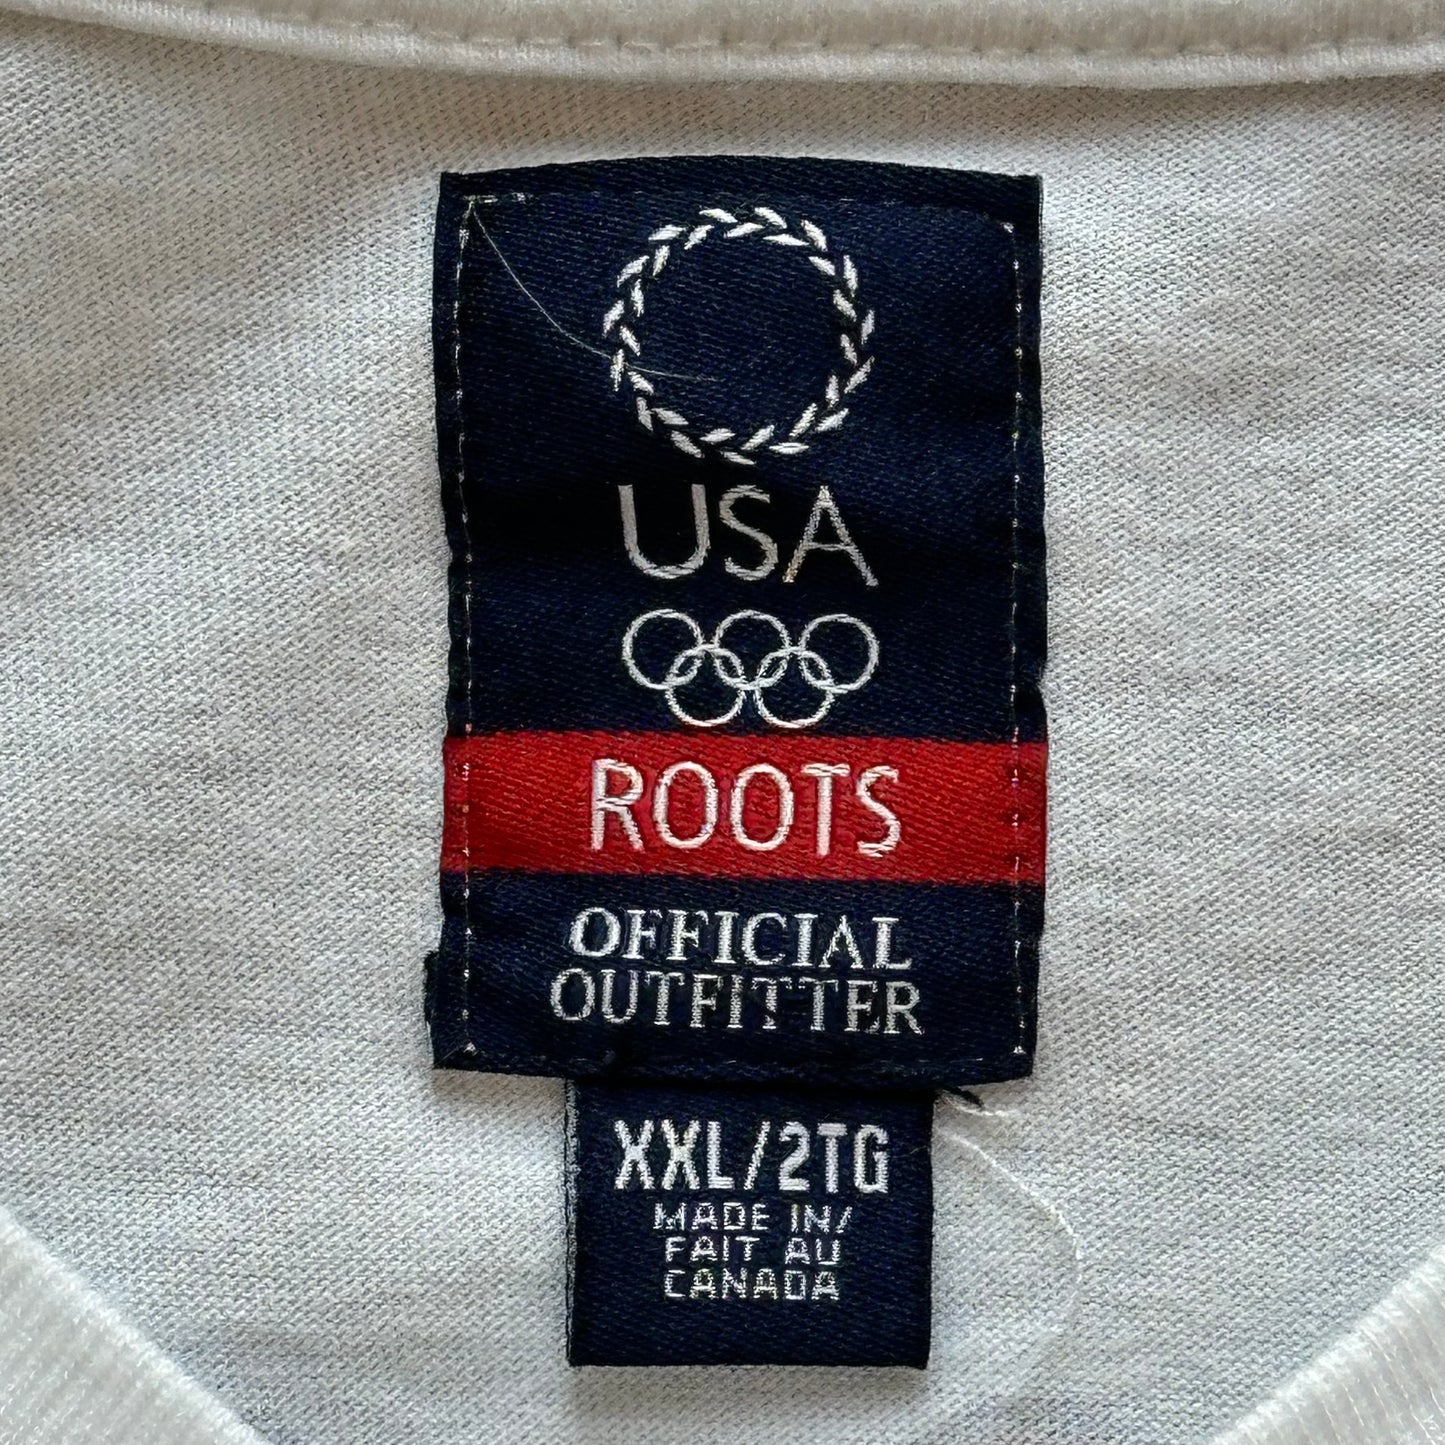 USA
ROOTS
OFFICIAL
OUTFITTER
XXL/2TG
MADE IN/
FAIT AU
CANADA